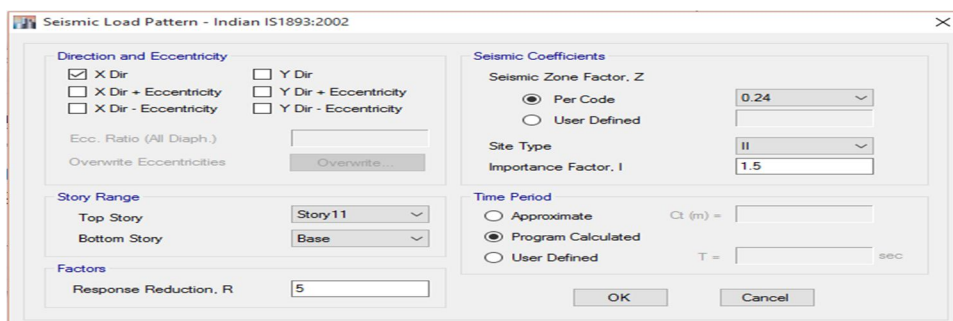 Seismic Load Pattern - Indian IS1893:2002
Direction and Eccentricity
X Dir
Y Dir
X Dir + Eccentricity
Y Dir + Eccentricity
X Dir - Eccentricity
Y Dir - Eccentricity
Ecc. Ratio (All Diaph.)
Overwrite Eccentricities
Overwrite...
Story Range
Top Story
Story11
Bottom Story
Base
Factors
Response Reduction, R
5
Seismic Coefficients
Seismic Zone Factor, Z
Per Code
0.24
User Defined
Site Type
II
Importance Factor, I
1.5
Time Period
Approximate
Ct (m) =
Program Calculated
User Defined
T =
sec
OK
Cancel